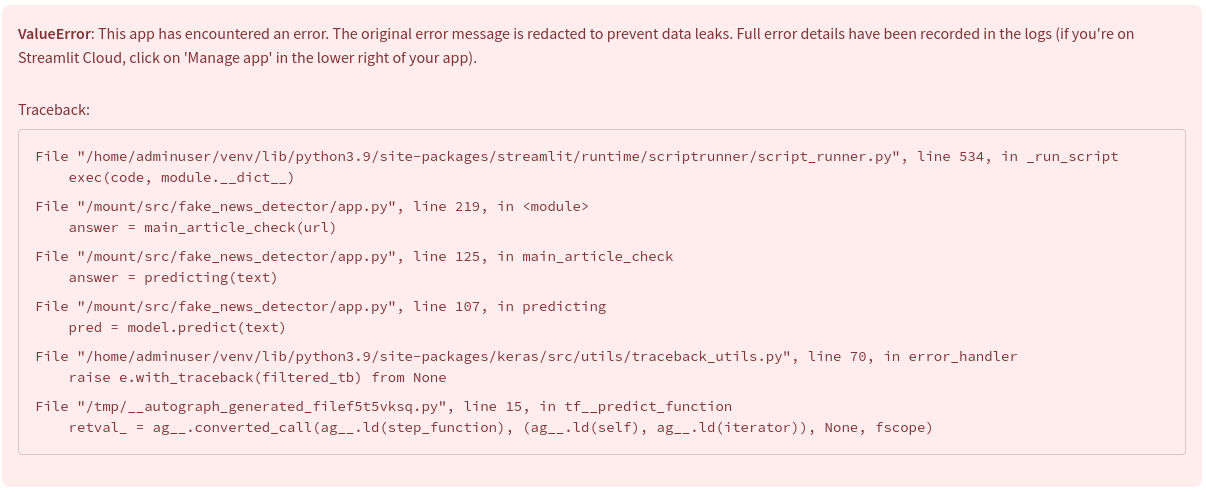 ValueError: This app has encountered an error. The original error message is redacted to prevent data leaks. Full error details have been recorded in the logs (if you're on
Streamlit Cloud, click on 'Manage app' in the lower right of your app).
Traceback:
File "/home/adminuser/venv/lib/python3.9/site-packages/streamlit/runtime/scriptrunner/script_runner.py", line 534, in _run_script
    exec(code, module.__dict__)
File "/mount/src/fake_news_detector/app.py", line 219, in <module>
    answer = main_article_check(url)
File "/mount/src/fake_news_detector/app.py", line 125, in main_article_check
    answer = predicting(text)
File "/mount/src/fake_news_detector/app.py", line 107, in predicting
    pred = model.predict(text)
File "/home/adminuser/venv/lib/python3.9/site-packages/keras/src/utils/traceback_utils.py", line 70, in error_handler
    raise e.with_traceback(filtered_tb) from None
File "/tmp/__autograph_generated_filef5t5vksq.py", line 15, in tf__predict_function
    retval_ = ag__.converted_call(ag__.ld(step_function), (ag__.ld(self), ag__.ld(iterator)), None, fscope)